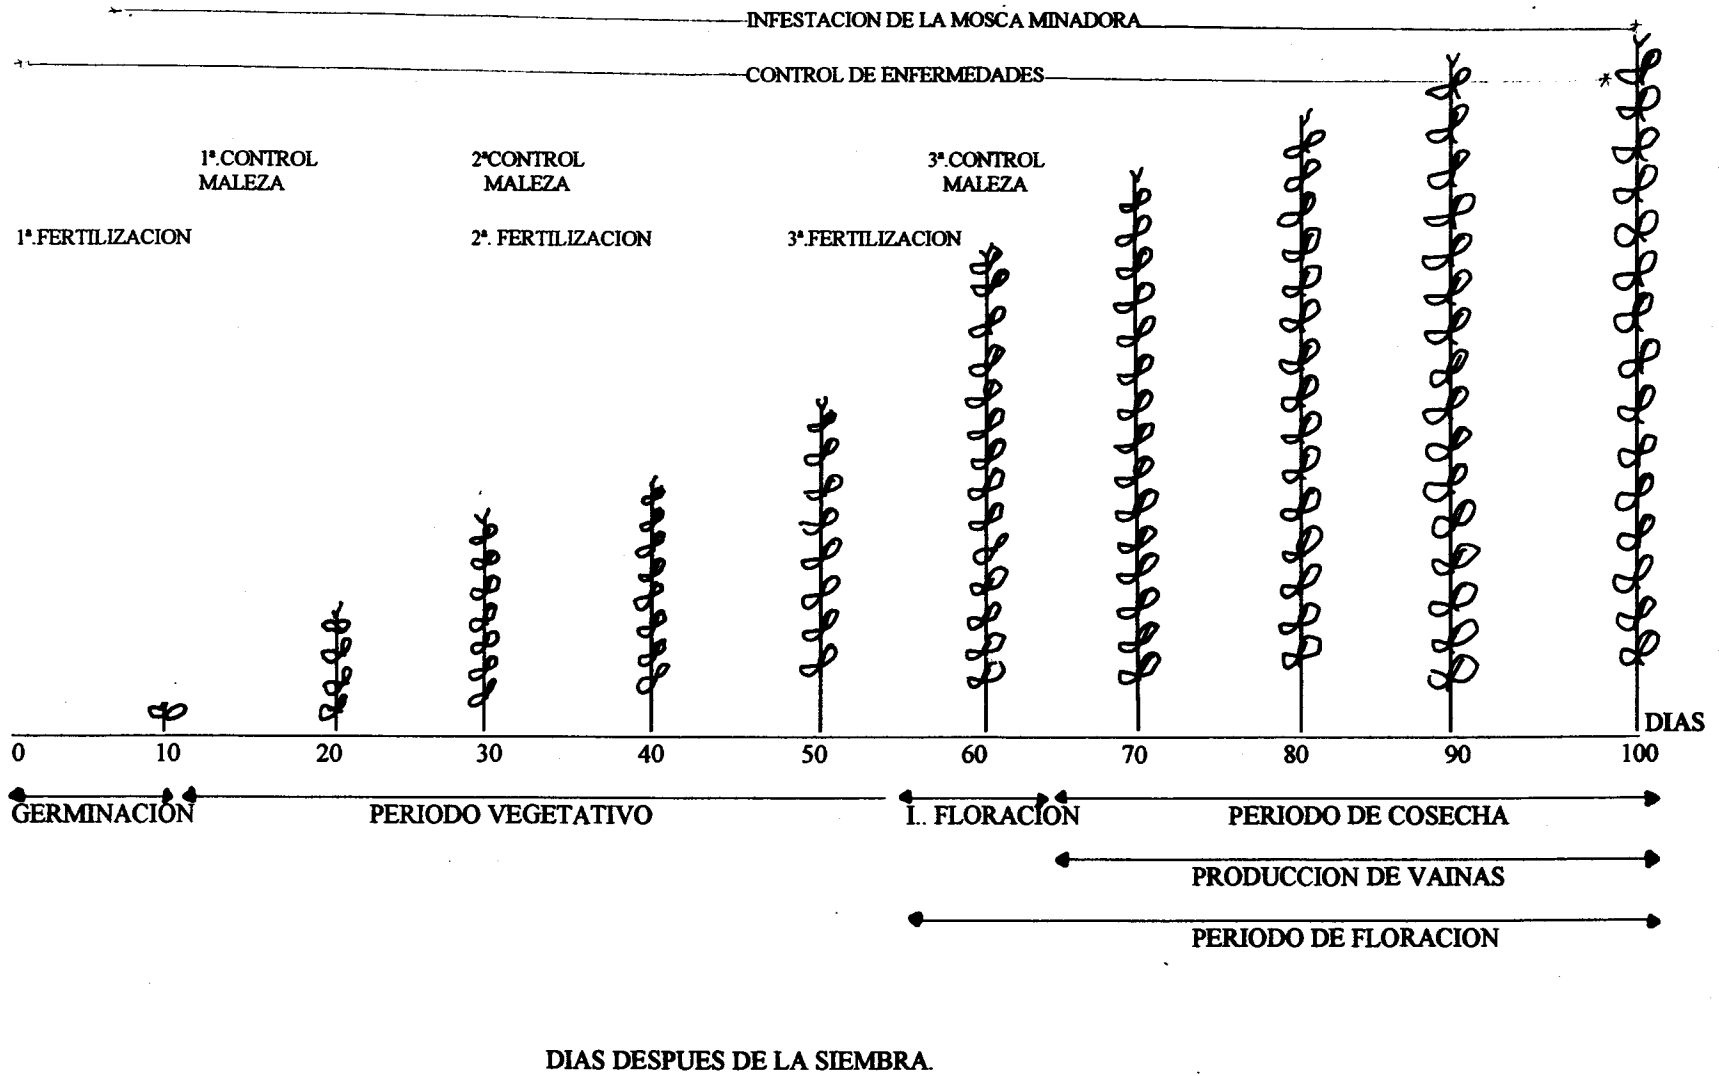 INFESTACION DE LA MOSCA MINADORA
CONTROL DE ENFERMEDADES
1ª.CONTROL
MALEZA
2ªCONTROL
MALEZA
3ª.CONTROL
MALEZA
1ª.FERTILIZACION
2ª. FERTILIZACION
3ª.FERTILIZACION
DIAS
0 10 20 30 40 50 60 70 80 90 100
GERMINACIÓN
PERIODO VEGETATIVO
I.. FLORACION
PERIODO DE COSECHA
PRODUCCION DE VAINAS
PERIODO DE FLORACION
DIAS DESPUES DE LA SIEMBRA.